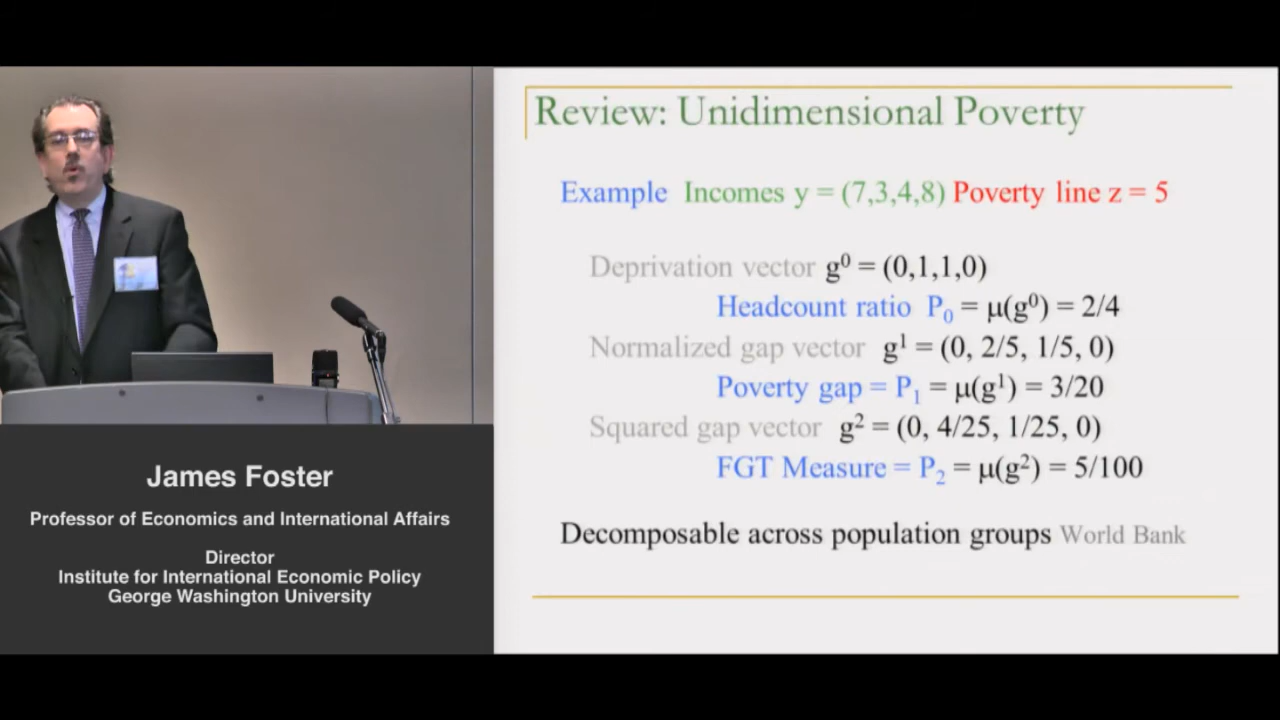 Review: Unidimensional Poverty
Example Incomes y = (7,3,4,8) Poverty line z = 5
Deprivation vector g⁰ = (0,1,1,0)
Headcount ratio P₀ = μ(g⁰) = 2/4
Normalized gap vector g¹ = (0, 2/5, 1/5, 0)
Poverty gap = P₁ = μ(g¹) = 3/20
Squared gap vector g² = (0, 4/25, 1/25, 0)
FGT Measure = P₂ = μ(g²) = 5/100
Decomposable across population groups World Bank
James Foster
Professor of Economics and International Affairs
Director
Institute for International Economic Policy
George Washington University